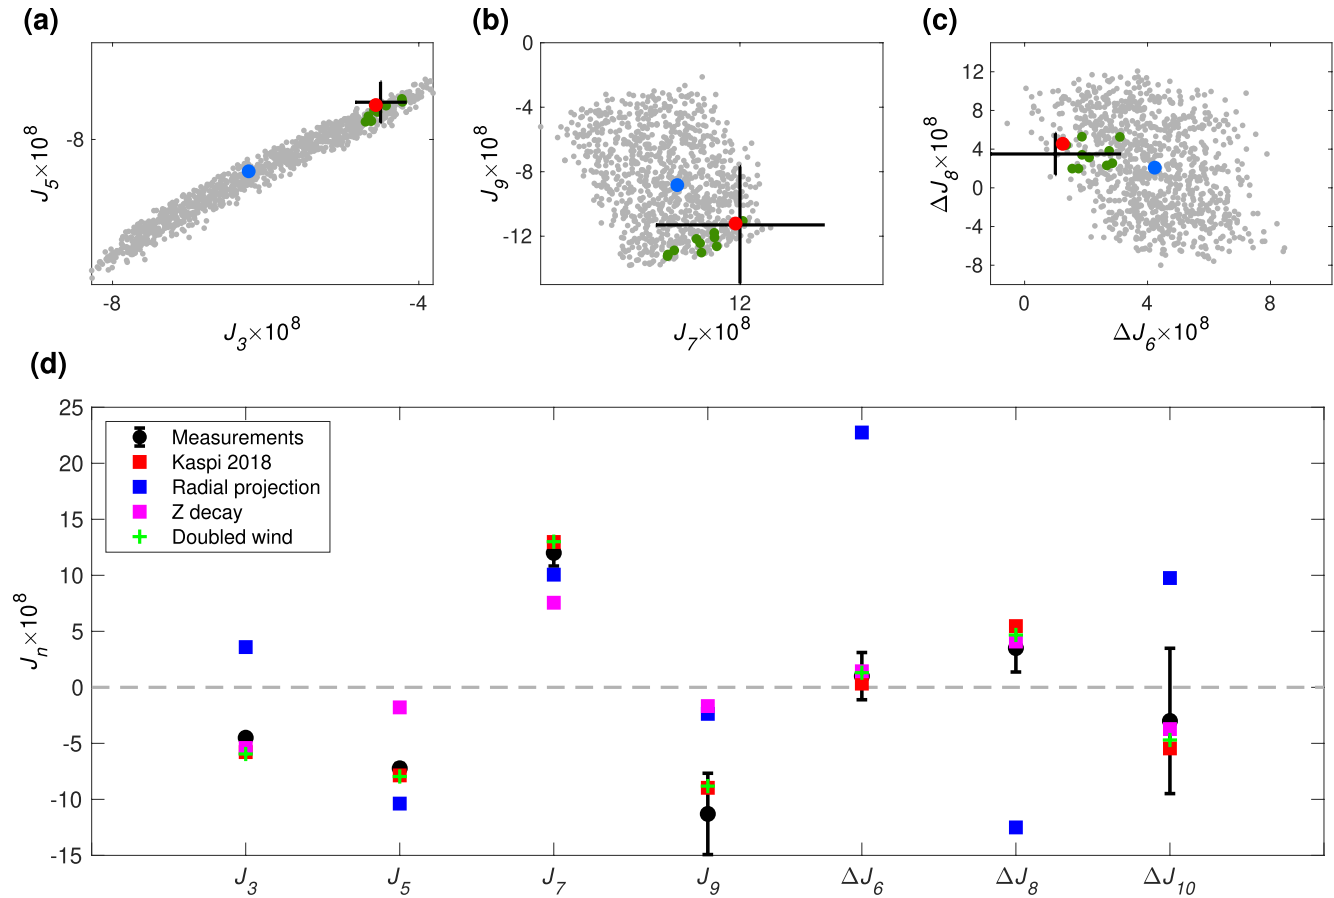 (a)
J5×10^8
-8
-8
-4
J3×10^8
(b)
J9×10^8
0
-4
-8
-12
12
J7×10^8
(c)
ΔJ8×10^8
12
8
4
0
-4
-8
0
4
8
ΔJ6×10^8
(d)
Jn×10^8
25
20
15
10
5
0
-5
-10
-15
Measurements
Kaspi 2018
Radial projection
Z decay
Doubled wind
J3
J5
J7
J9
ΔJ6
ΔJ8
ΔJ10